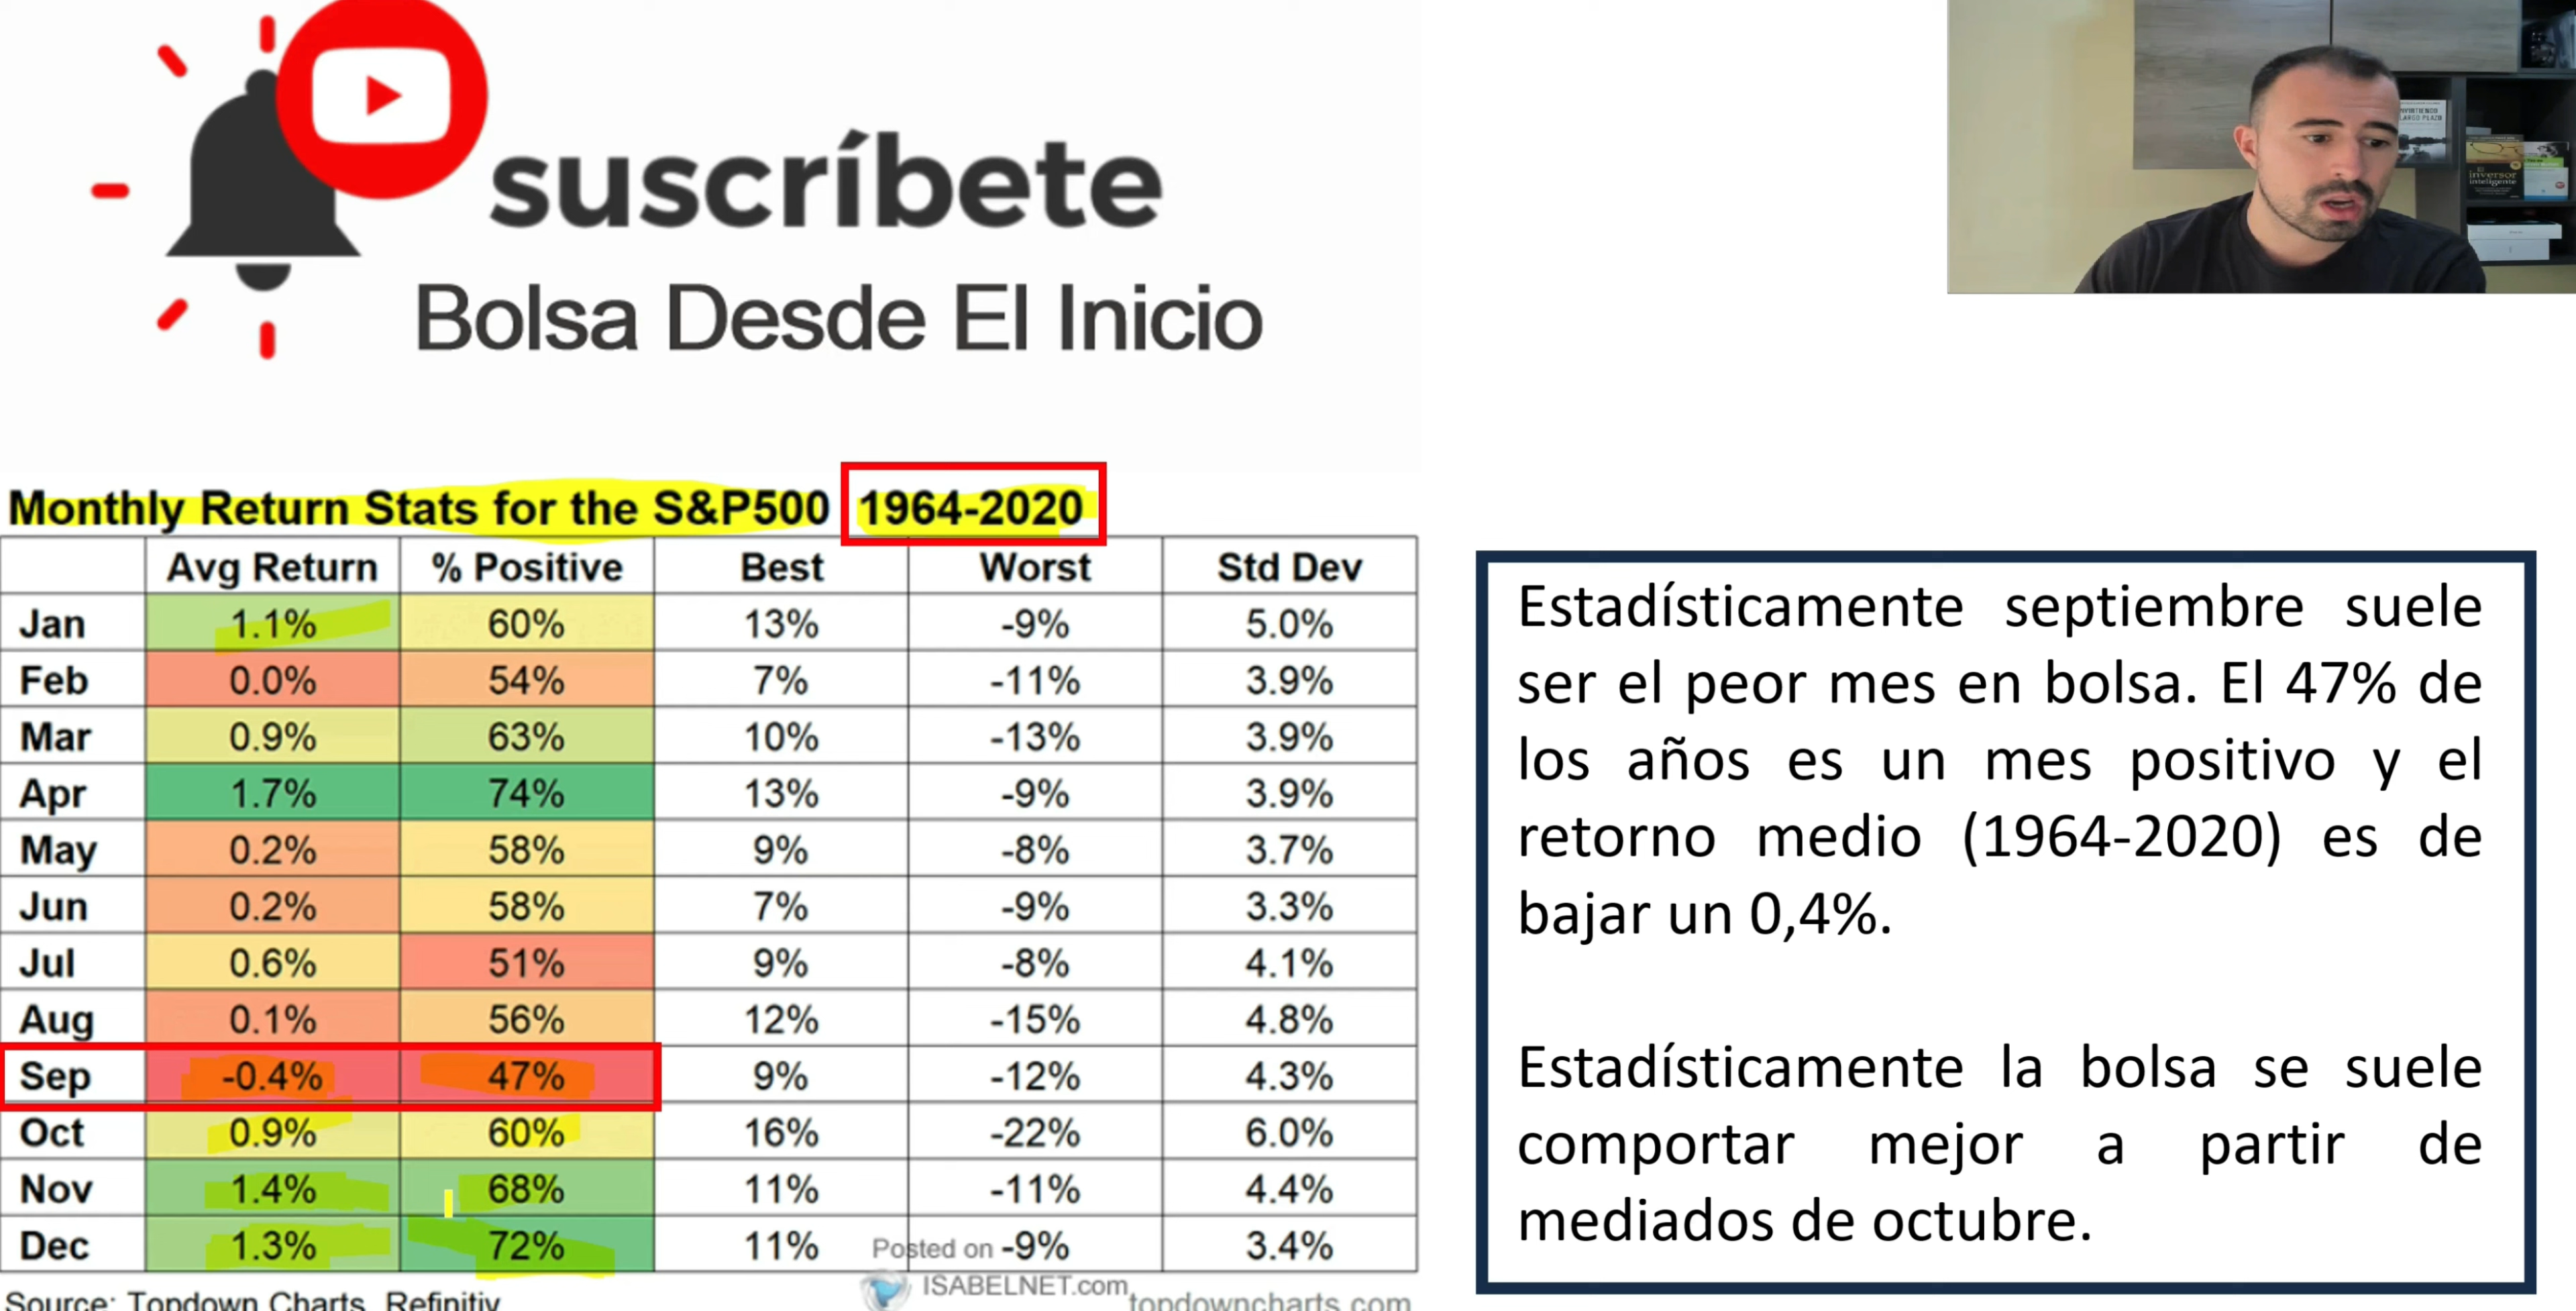 suscríbete
Bolsa Desde El Inicio
Monthly Return Stats for the S&P500 1964-2020
Avg Return % Positive Best Worst Std Dev
Jan 1.1% 60% 13% -9% 5.0%
Feb 0.0% 54% 7% -11% 3.9%
Mar 0.9% 63% 10% -13% 3.9%
Apr 1.7% 74% 13% -9% 3.9%
May 0.2% 58% 9% -8% 3.7%
Jun 0.2% 58% 7% -9% 3.3%
Jul 0.6% 51% 9% -8% 4.1%
Aug 0.1% 56% 12% -15% 4.8%
Sep -0.4% 47% 9% -12% 4.3%
Oct 0.9% 60% 16% -22% 6.0%
Nov 1.4% 68% 11% -11% 4.4%
Dec 1.3% 72% 11% -9% 3.4%
Posted on
ISABELNET.com
Source: Topdown Charts, Refinitiv
topdowncharts.com
Estadísticamente septiembre suele
ser el peor mes en bolsa. El 47% de
los años es un mes positivo y el
retorno medio (1964-2020) es de
bajar un 0,4%.
Estadísticamente la bolsa se suele
comportar mejor a partir de
mediados de octubre.
LARGO PLAZO
inversor
inteligente